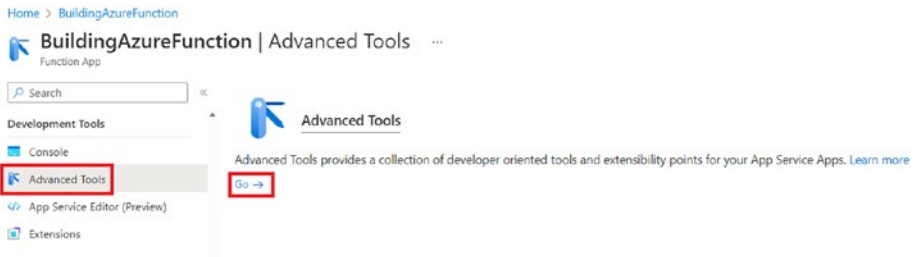 Home > BuildingAzureFunction
BuildingAzureFunction | Advanced Tools ...
Function App
Search «
Development Tools
Console
Advanced Tools
</> App Service Editor (Preview)
Extensions
Advanced Tools
Advanced Tools provides a collection of developer oriented tools and extensibility points for your App Service Apps. Learn more
Go →